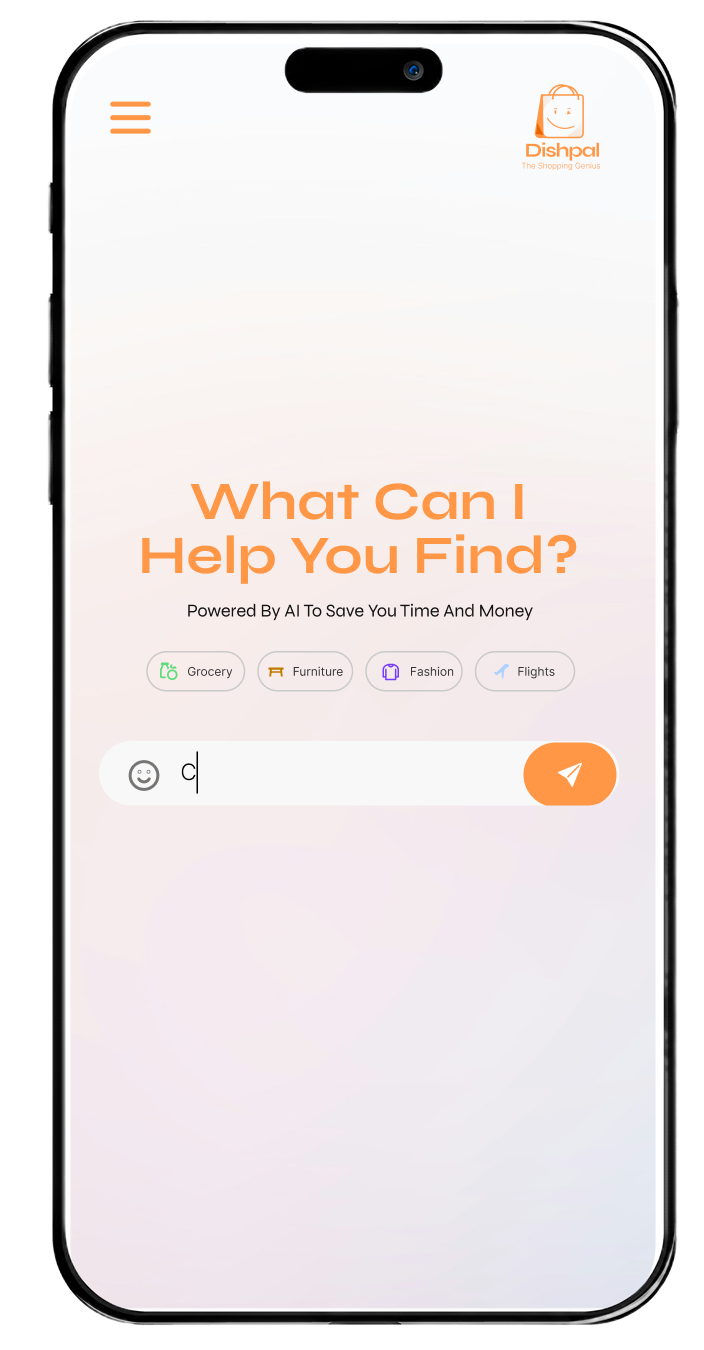 Dishpal
The Shopping Genius
What Can I
Help You Find?
Powered By AI To Save You Time And Money
Grocery Furniture Fashion Flights
C